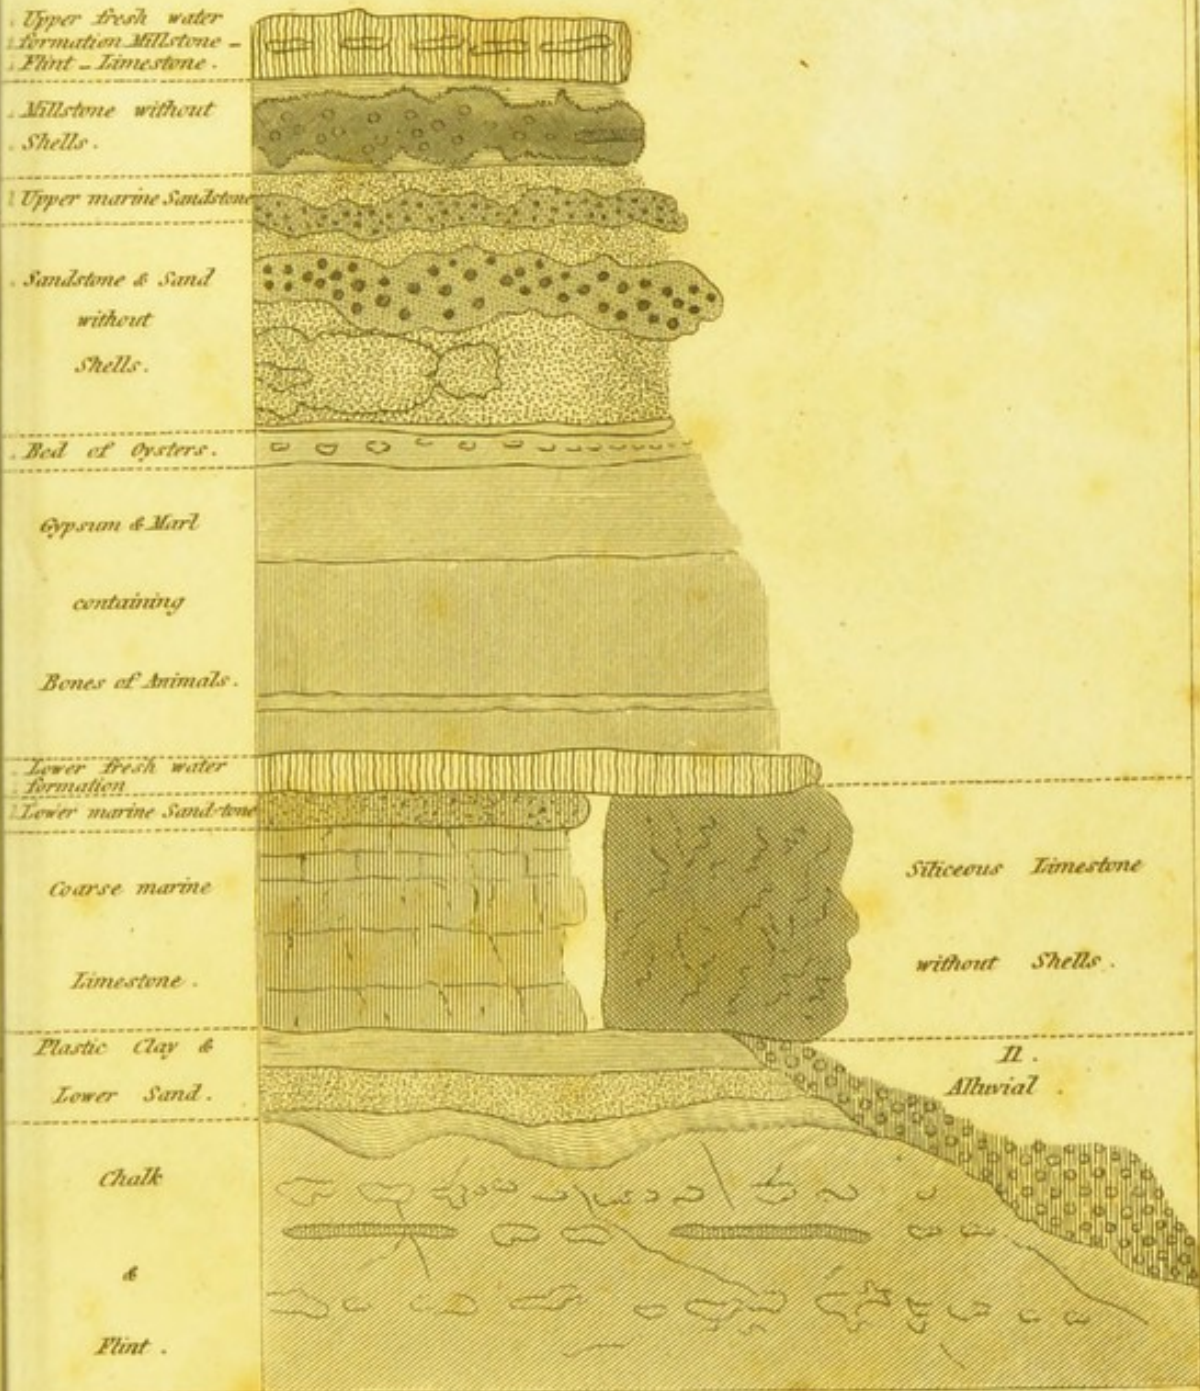 Upper fresh water
formation Millstone –
Flint – Limestone.
Millstone without
Shells.
Upper marine Sandstone
Sandstone & Sand
without
Shells.
Bed of Oysters.
Gypsum & Marl
containing
Bones of Animals.
Lower fresh water
formation
Lower marine Sandstone
Coarse marine
Limestone.
Siliceous Limestone
without Shells.
Plastic Clay &
Lower Sand.
II.
Alluvial.
Chalk
&
Flint.